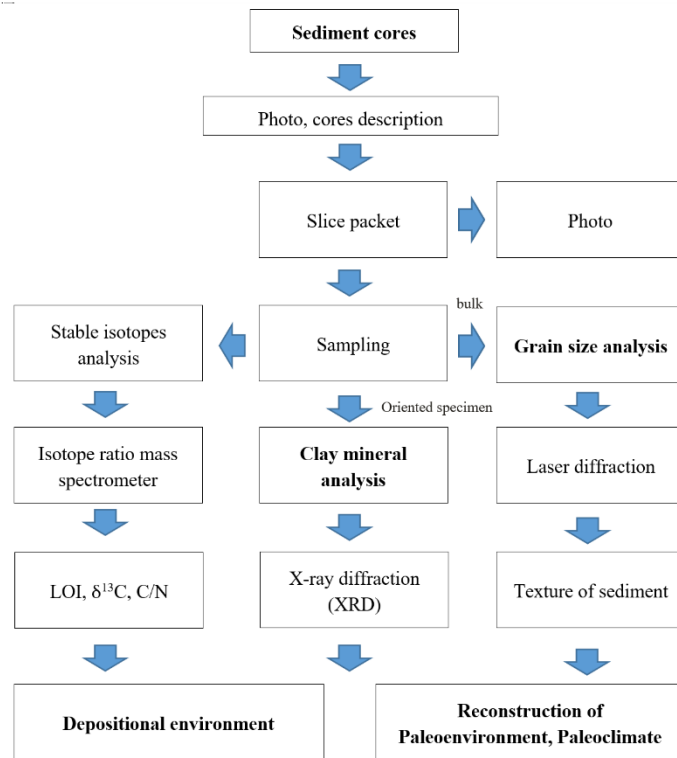 Sediment cores
Photo, cores description
Slice packet
Photo
bulk
Stable isotopes
analysis
Sampling
Grain size analysis
Oriented specimen
Isotope ratio mass
spectrometer
Clay mineral
analysis
Laser diffraction
LOI, δ¹³C, C/N
X-ray diffraction
(XRD)
Texture of sediment
Depositional environment
Reconstruction of
Paleoenvironment, Paleoclimate